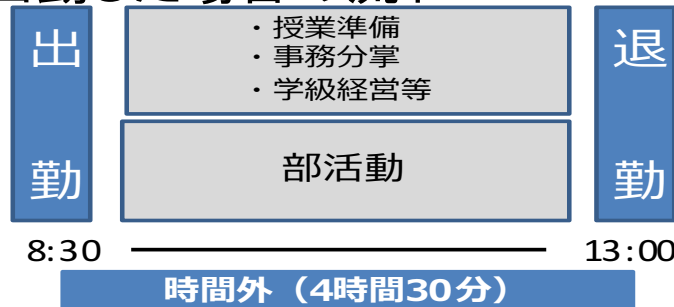 出勤
・授業準備
・事務分掌
・学級経営等
部活動
退勤
8:30
13:00
時間外（4時間30分）